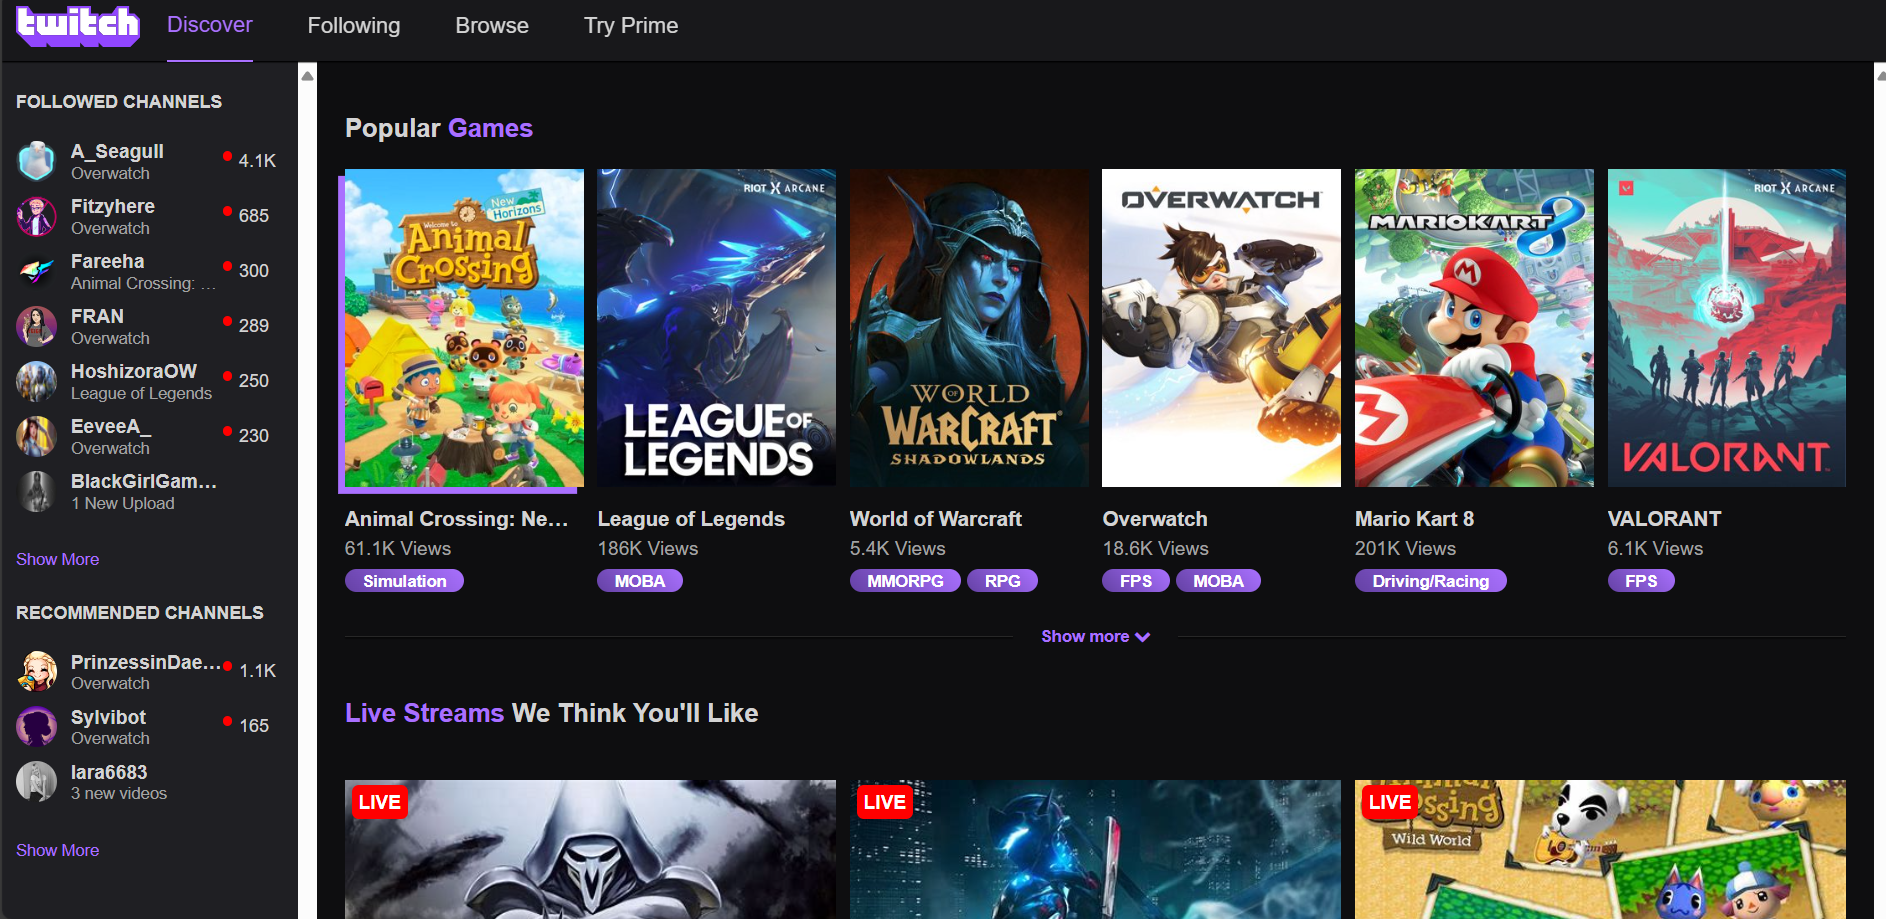 twitch
Discover
Following
Browse
Try Prime
FOLLOWED CHANNELS
A_Seagull
Overwatch
4.1K
Fitzyhere
Overwatch
685
Fareeha
Animal Crossing: ...
300
FRAN
Overwatch
289
HoshizoraOW
League of Legends
250
EeveeA_
Overwatch
230
BlackGirlGam...
1 New Upload
Show More
RECOMMENDED CHANNELS
PrinzessinDae...
Overwatch
1.1K
Sylvibot
Overwatch
165
lara6683
3 new videos
Show More
Popular Games
Welcome to
New
Horizons
Animal
Crossing
RIOT X ARCANE
LEAGUE OF
LEGENDS
WORLD
OF
WARCRAFT
SHADOWLANDS
OVERWATCH
MARIOKART 8
M
RIOT X ARCANE
VALORANT
Animal Crossing: Ne...
61.1K Views
Simulation
League of Legends
186K Views
MOBA
World of Warcraft
5.4K Views
MMORPG
RPG
Overwatch
18.6K Views
FPS
MOBA
Mario Kart 8
201K Views
Driving/Racing
VALORANT
6.1K Views
FPS
Show more
Live Streams We Think You'll Like
LIVE
LIVE
LIVE
ossing
Wild World